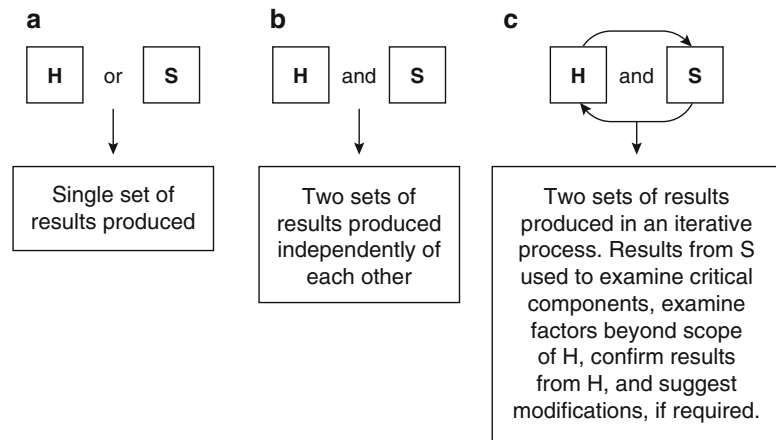 a
H or S
Single set of
results produced
b
H and S
Two sets of
results produced
independently of
each other
c
H and S
Two sets of results
produced in an iterative
process. Results from S
used to examine critical
components, examine
factors beyond scope
of H, confirm results
from H, and suggest
modifications, if required.